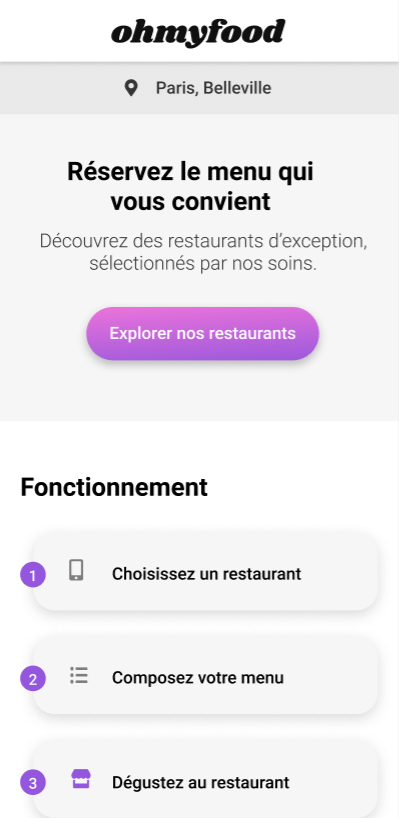 ohmyfood
Paris, Belleville
Réservez le menu qui
vous convient
Découvrez des restaurants d’exception,
sélectionnés par nos soins.
Explorer nos restaurants
Fonctionnement
1 Choisissez un restaurant
2 Composez votre menu
3 Dégustez au restaurant